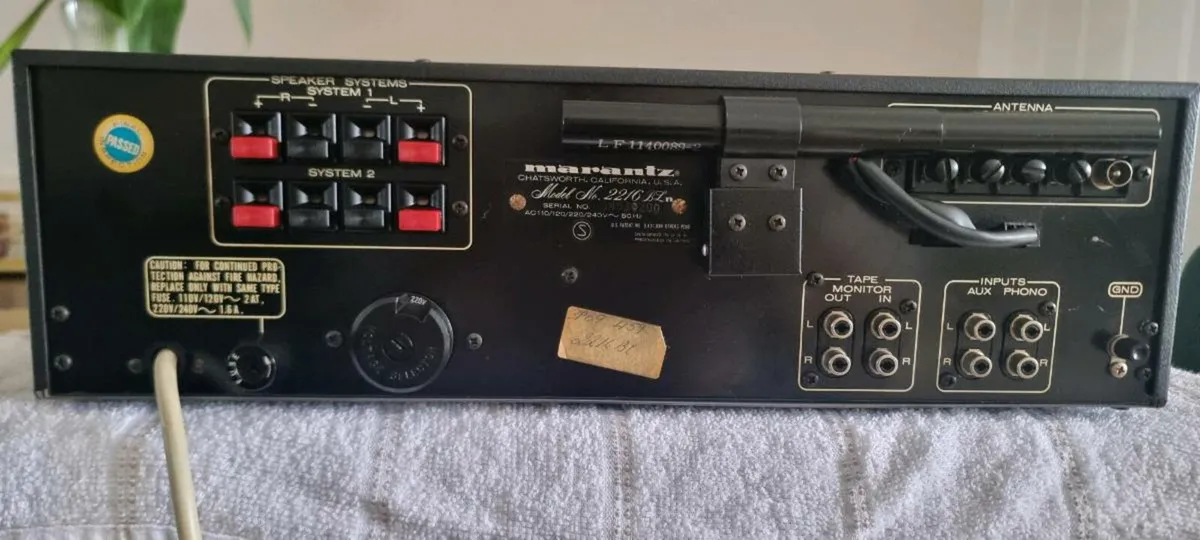 SPEAKER SYSTEMS
SYSTEM 1
+ R - - L +
SYSTEM 2
PASSED
CAUTION: FOR CONTINUED PRO-
TECTION AGAINST FIRE HAZARD,
REPLACE ONLY WITH SAME TYPE
FUSE. 110V/120V~ 2AT,
220V/240V~ 1.6A.
220V
VOLTAGE SELECTOR
LF1140089-2
marantz
CHATSWORTH, CALIFORNIA, U.S.A.
Model No. 2216BLn
SERIAL NO.
AC110/120/220/240V~ 50Hz
S
ANTENNA
TAPE
MONITOR
OUT IN
L L
R R
INPUTS
AUX PHONO
L L
R R
GND